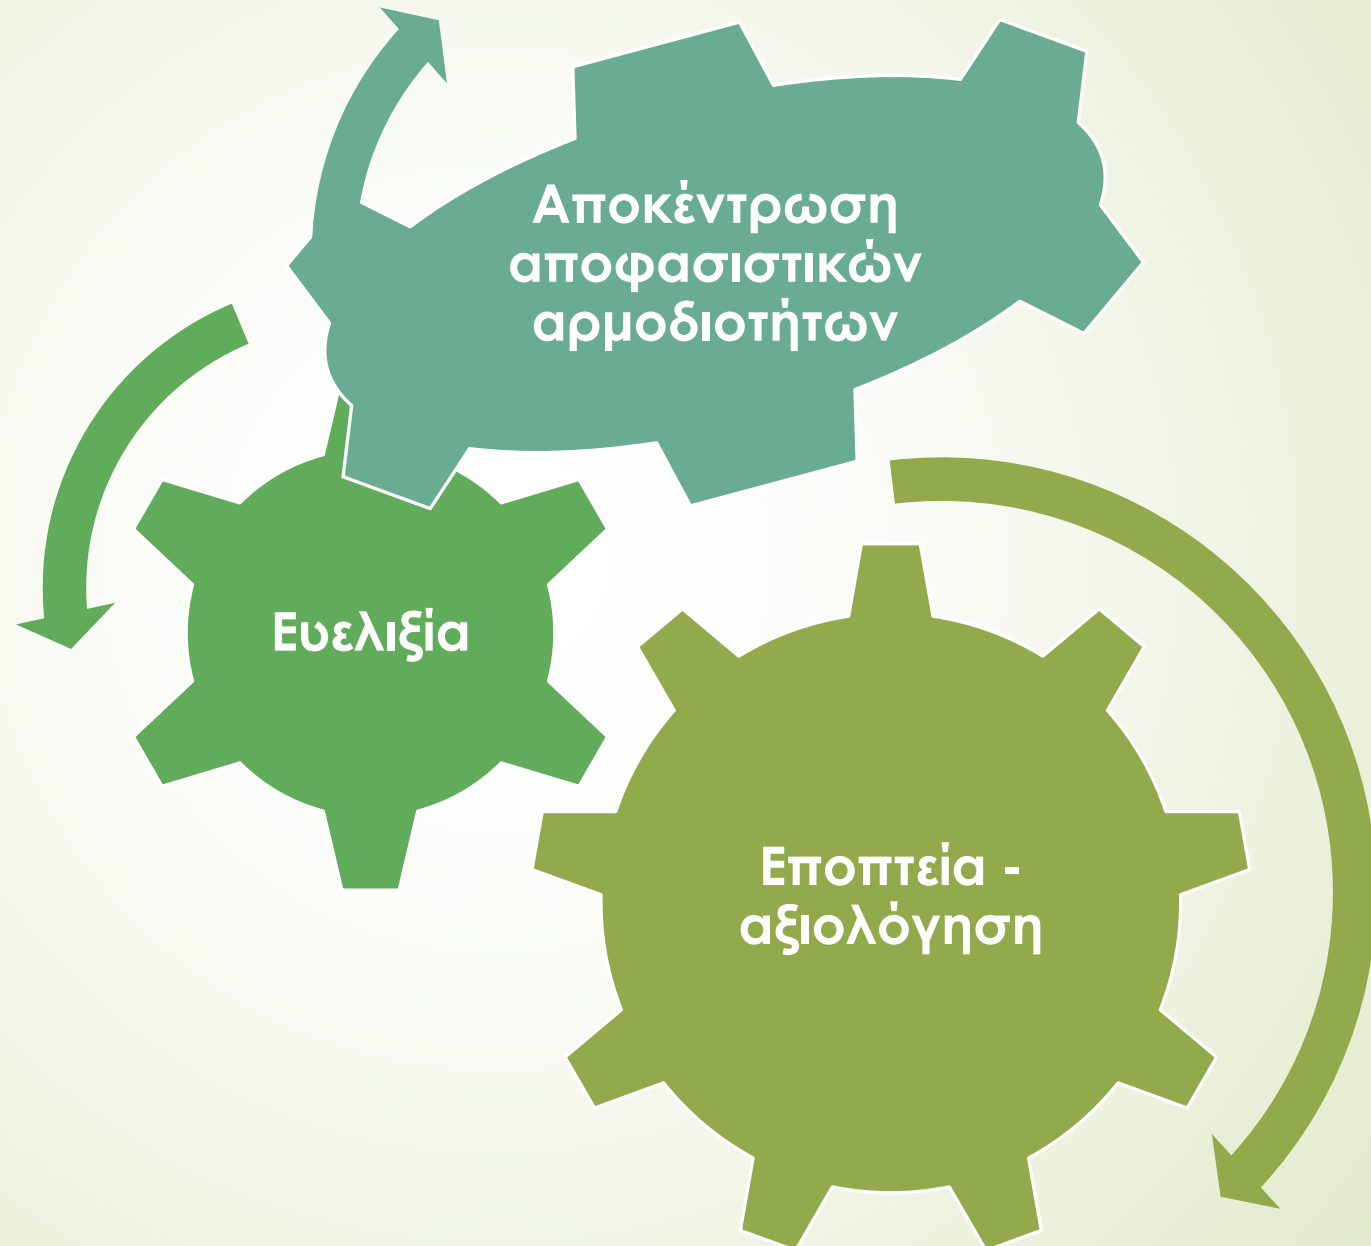 Αποκέντρωση
αποφασιστικών
αρμοδιοτήτων
Ευελιξία
Εποπτεία -
αξιολόγηση